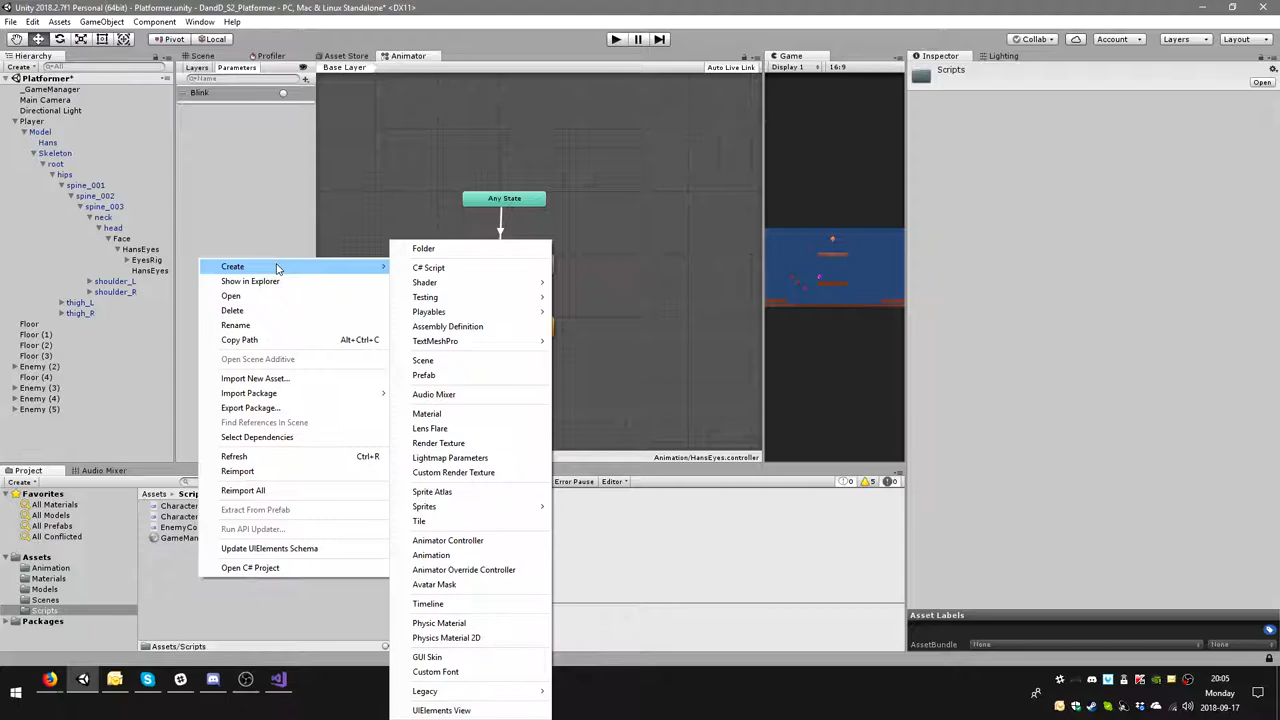 Unity 2018.2.7f1 Personal (64bit) - Platformer.unity - DandD_S2_Platformer - PC, Mac & Linux Standalone* <DX11>
File Edit Assets GameObject Component Window Help
Pivot Local Collab Account Layers Layout
Hierarchy Scene Profiler Asset Store Animator Game Inspector Lighting
Create All Layers Parameters Base Layer Auto Live Link Display 1 16:9 Scripts
Platformer* Name Open
_GameManager Blink
Main Camera
Directional Light
Player
Model
Hans
Skeleton
root
hips
spine_001
spine_002
spine_003
neck
head
Face
HansEyes
EyesRig
HansEyes
shoulder_L
shoulder_R
thigh_L
thigh_R
Floor
Floor (1)
Floor (2)
Floor (3)
Enemy (2)
Floor (4)
Enemy (3)
Enemy (4)
Enemy (5)
Any State
Create
Show in Explorer
Open
Delete
Rename
Copy Path Alt+Ctrl+C
Open Scene Additive
Import New Asset...
Import Package
Export Package...
Find References In Scene
Select Dependencies
Refresh Ctrl+R
Reimport
Reimport All
Extract From Prefab
Run API Updater...
Update UIElements Schema
Open C# Project
Folder
C# Script
Shader
Testing
Playables
Assembly Definition
TextMeshPro
Scene
Prefab
Audio Mixer
Material
Lens Flare
Render Texture
Lightmap Parameters
Custom Render Texture
Sprite Atlas
Sprites
Tile
Animator Controller
Animation
Animator Override Controller
Avatar Mask
Timeline
Physic Material
Physics Material 2D
GUI Skin
Custom Font
Legacy
UIElements View
Animation/HansEyes.controller
Project Audio Mixer
Create Error Pause Editor 0 5 0
Favorites
All Materials
All Models
All Prefabs
All Conflicted
Assets
Animation
Materials
Models
Scenes
Scripts
Packages
Assets Scrip
Character
Character
EnemyCo
GameMan
Assets/Scripts
Asset Labels
AssetBundle None None
20:05
Monday
2018-09-17